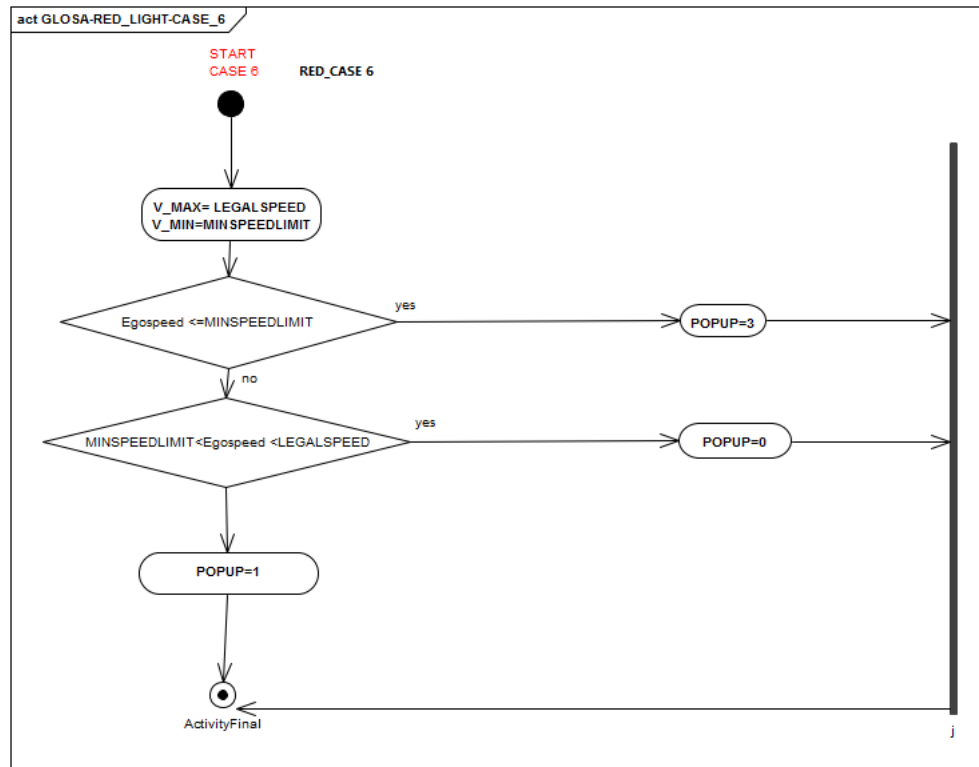 act GLOSA-RED_LIGHT-CASE_6
START
CASE 6
RED_CASE 6
V_MAX= LEGALSPEED
V_MIN=MINSPEEDLIMIT
Egospeed <=MINSPEEDLIMIT
yes
POPUP=3
no
MINSPEEDLIMIT<Egospeed <LEGALSPEED
yes
POPUP=0
POPUP=1
ActivityFinal
j